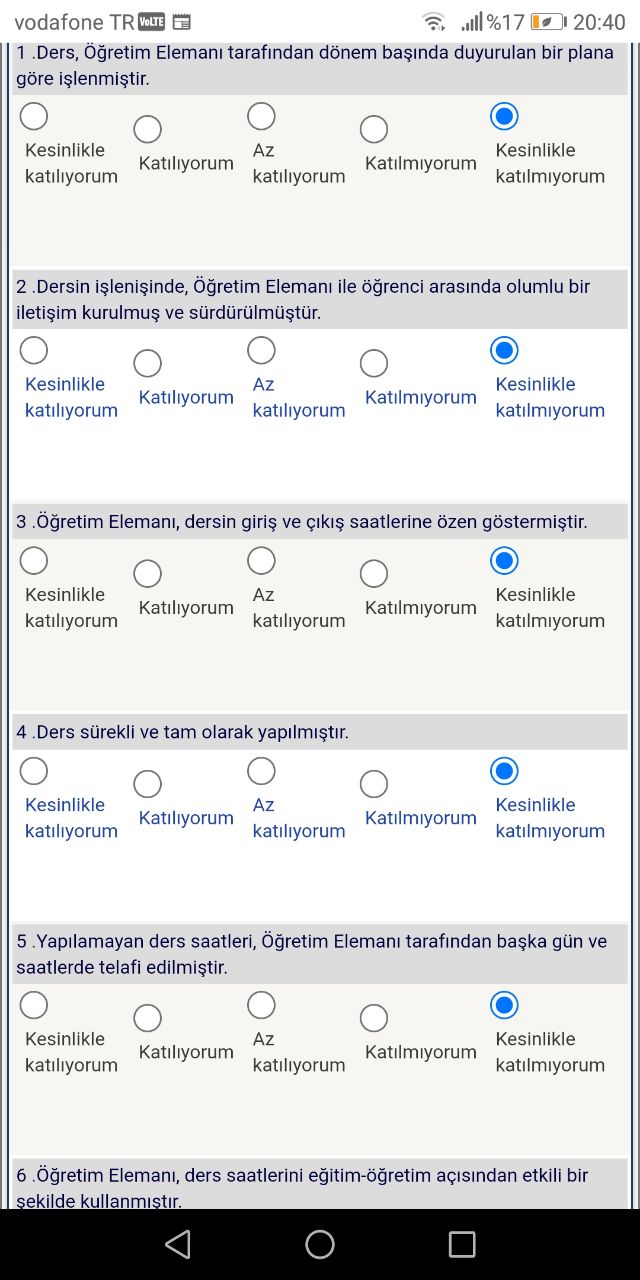 vodafone TR VoLTE %17 20:40
1 .Ders, Öğretim Elemanı tarafından dönem başında duyurulan bir plana
göre işlenmiştir.
Kesinlikle katılıyorum Katılıyorum Az katılıyorum Katılmıyorum Kesinlikle katılmıyorum
2 .Dersin işlenişinde, Öğretim Elemanı ile öğrenci arasında olumlu bir
iletişim kurulmuş ve sürdürülmüştür.
Kesinlikle katılıyorum Katılıyorum Az katılıyorum Katılmıyorum Kesinlikle katılmıyorum
3 .Öğretim Elemanı, dersin giriş ve çıkış saatlerine özen göstermiştir.
Kesinlikle katılıyorum Katılıyorum Az katılıyorum Katılmıyorum Kesinlikle katılmıyorum
4 .Ders sürekli ve tam olarak yapılmıştır.
Kesinlikle katılıyorum Katılıyorum Az katılıyorum Katılmıyorum Kesinlikle katılmıyorum
5 .Yapılamayan ders saatleri, Öğretim Elemanı tarafından başka gün ve
saatlerde telafi edilmiştir.
Kesinlikle katılıyorum Katılıyorum Az katılıyorum Katılmıyorum Kesinlikle katılmıyorum
6 .Öğretim Elemanı, ders saatlerini eğitim-öğretim açısından etkili bir
şekilde kullanmıştır.